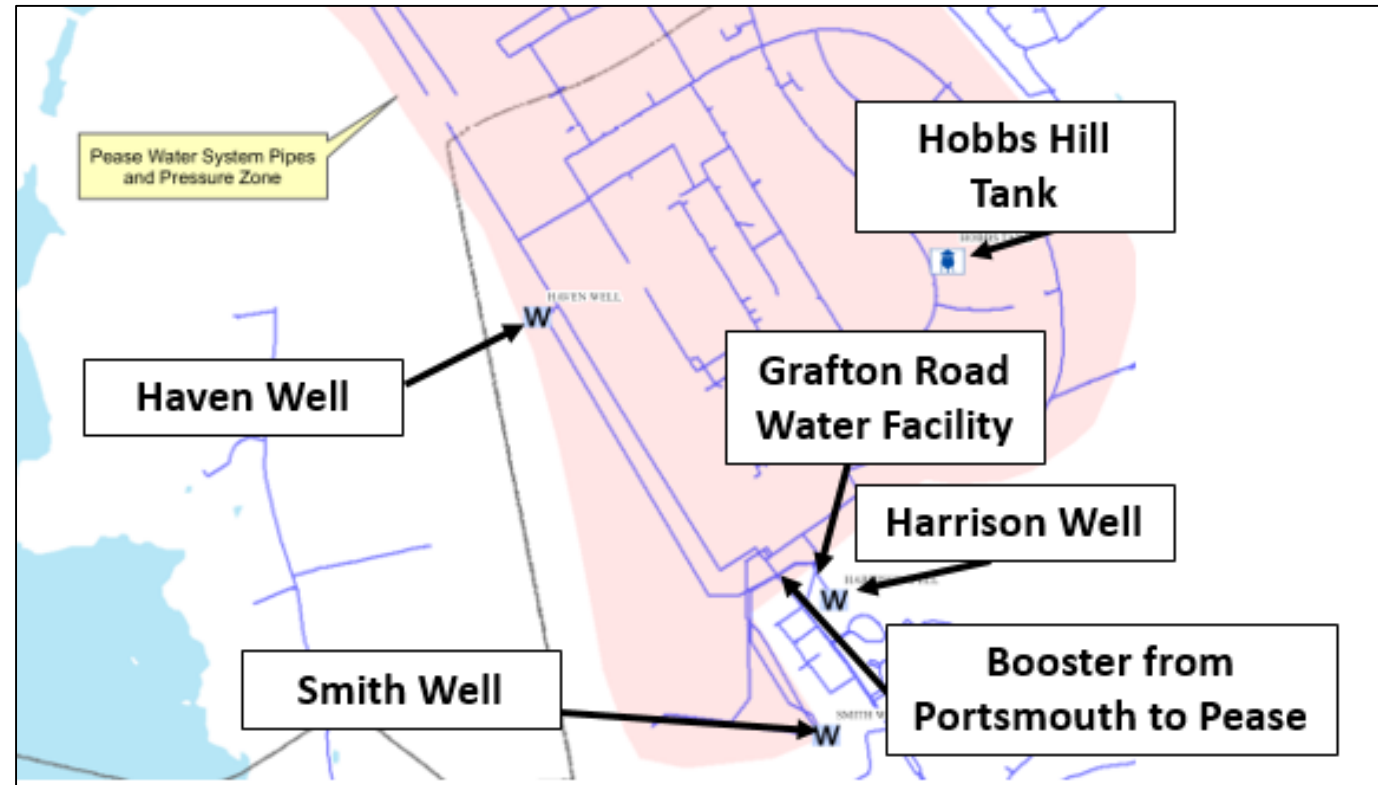 Pease Water System Pipes
and Pressure Zone
Hobbs Hill
Tank
HAVEN WELL
W
Haven Well
Grafton Road
Water Facility
Harrison Well
W
Booster from
Portsmouth to Pease
Smith Well
SMITH W
W